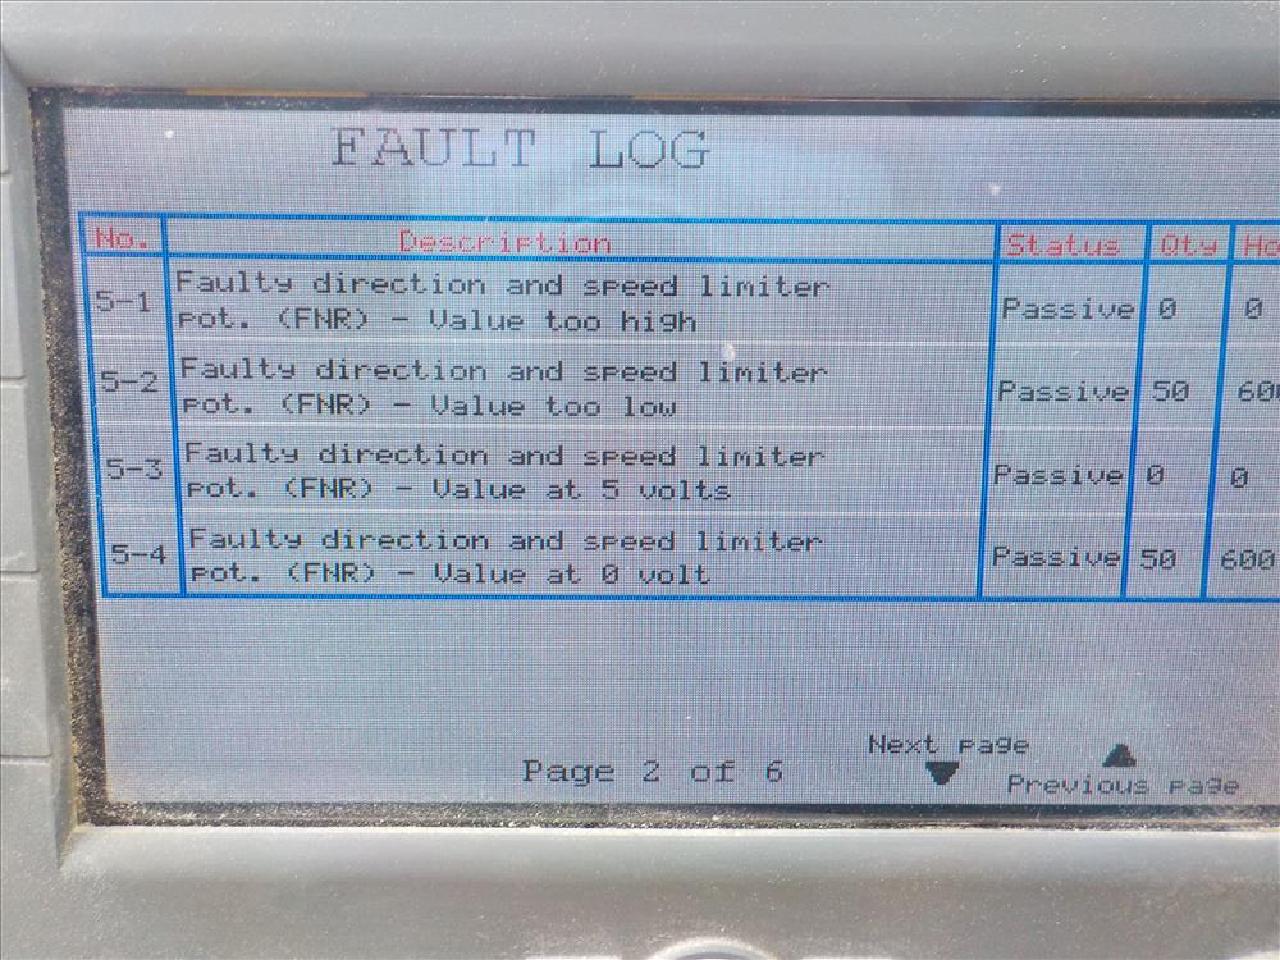 FAULT LOG
No. Description Status Qty
5-1 Faulty direction and speed limiter
pot. (FNR) - Value too high Passive 0 0
5-2 Faulty direction and speed limiter
pot. (FNR) - Value too low Passive 50
5-3 Faulty direction and speed limiter
pot. (FNR) - Value at 5 volts Passive 0 0
5-4 Faulty direction and speed limiter
pot. (FNR) - Value at 0 volt Passive 50 600
Next page
Page 2 of 6
Previous page